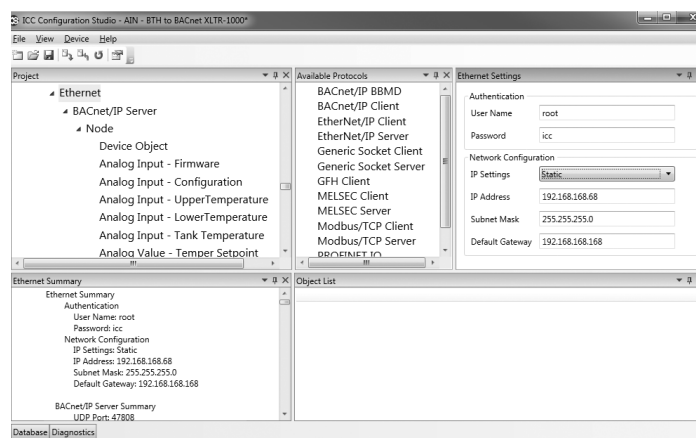 ICC Configuration Studio - AIN - BTH to BACnet XLTR-1000*
File View Device Help
Project
Ethernet
BACnet/IP Server
Node
Device Object
Analog Input - Firmware
Analog Input - Configuration
Analog Input - UpperTemperature
Analog Input - LowerTemperature
Analog Input - Tank Temperature
Analog Value - Temper Setpoint
Available Protocols
BACnet/IP BBMD
BACnet/IP Client
EtherNet/IP Client
EtherNet/IP Server
Generic Socket Client
Generic Socket Server
GFH Client
MELSEC Client
MELSEC Server
Modbus/TCP Client
Modbus/TCP Server
PROFINET IO
Ethernet Settings
Authentication
User Name root
Password icc
Network Configuration
IP Settings Static
IP Address 192.168.168.68
Subnet Mask 255.255.255.0
Default Gateway 192.168.168.168
Ethernet Summary
Ethernet Summary
Authentication
User Name: root
Password: icc
Network Configuration
IP Settings: Static
IP Address: 192.168.168.68
Subnet Mask: 255.255.255.0
Default Gateway: 192.168.168.168
BACnet/IP Server Summary
UDP Port: 47808
Object List
Database Diagnostics